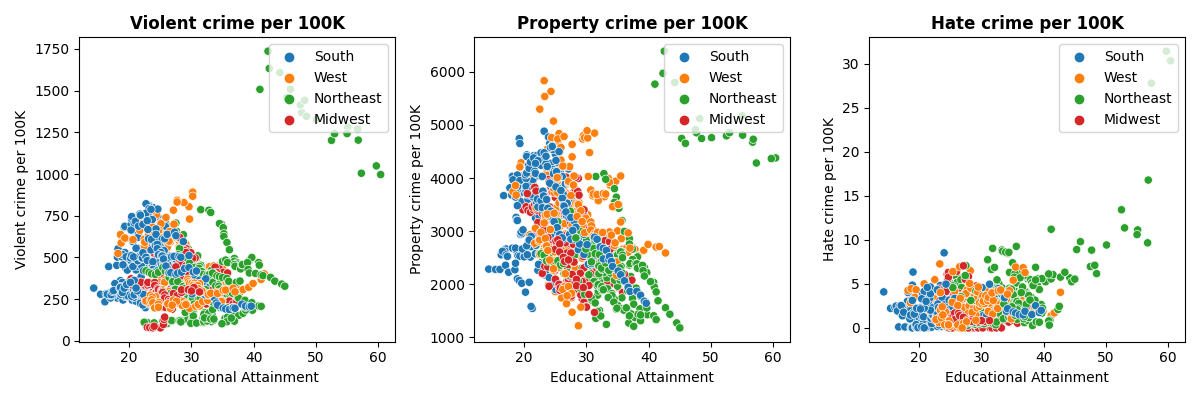 Violent crime per 100K
Violent crime per 100K
1750
1500
1250
1000
750
500
250
0
20
30
40
50
60
Educational Attainment
South
West
Northeast
Midwest
Property crime per 100K
Property crime per 100K
6000
5000
4000
3000
2000
1000
20
30
40
50
60
Educational Attainment
South
West
Northeast
Midwest
Hate crime per 100K
Hate crime per 100K
30
25
20
15
10
5
0
20
30
40
50
60
Educational Attainment
South
West
Northeast
Midwest